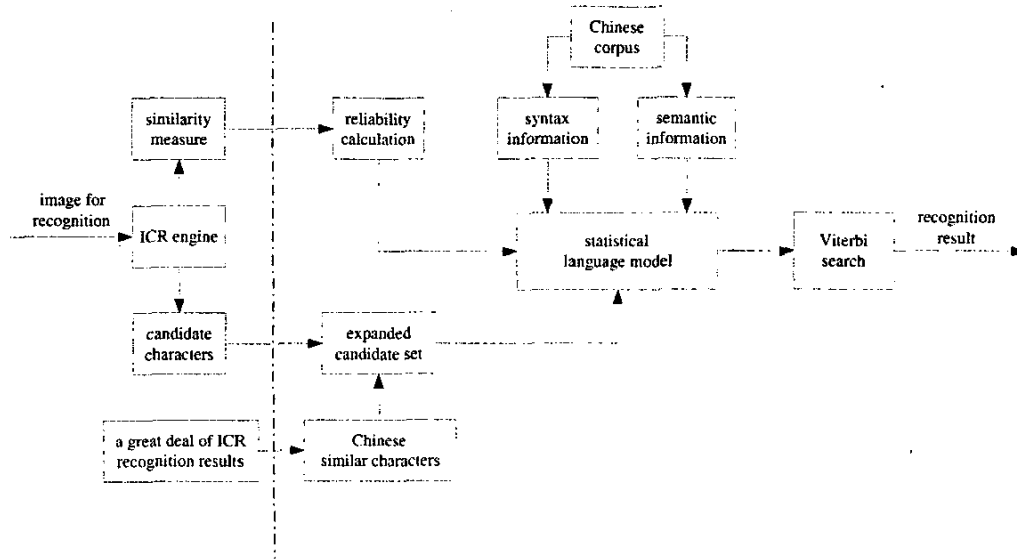 Chinese
corpus
similarity
measure
reliability
calculation
syntax
information
semantic
information
image for
recognition
ICR engine
statistical
language model
Viterbi
search
recognition
result
candidate
characters
expanded
candidate set
a great deal of ICR
recognition results
Chinese
similar characters